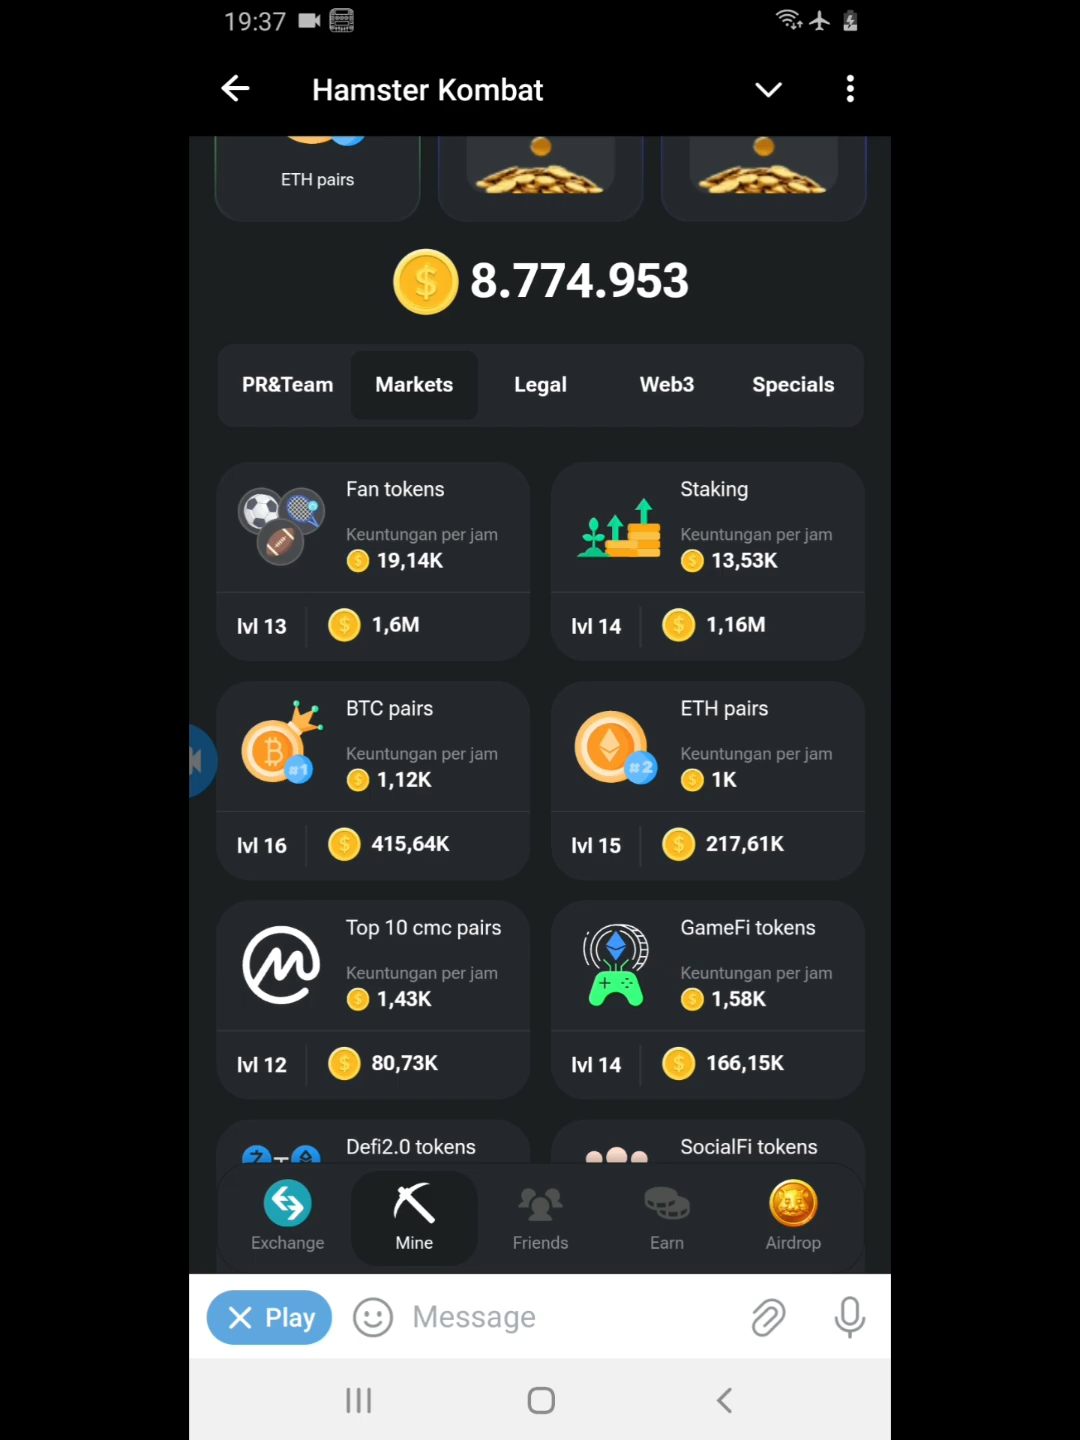 19:37
Hamster Kombat
ETH pairs
8.774.953
PR&Team Markets Legal Web3 Specials
Fan tokens
Keuntungan per jam
19,14K
lvl 13 1,6M
Staking
Keuntungan per jam
13,53K
lvl 14 1,16M
BTC pairs
#1
Keuntungan per jam
1,12K
lvl 16 415,64K
ETH pairs
#2
Keuntungan per jam
1K
lvl 15 217,61K
Top 10 cmc pairs
Keuntungan per jam
1,43K
lvl 12 80,73K
GameFi tokens
Keuntungan per jam
1,58K
lvl 14 166,15K
Defi2.0 tokens
SocialFi tokens
Exchange Mine Friends Earn Airdrop
Play Message